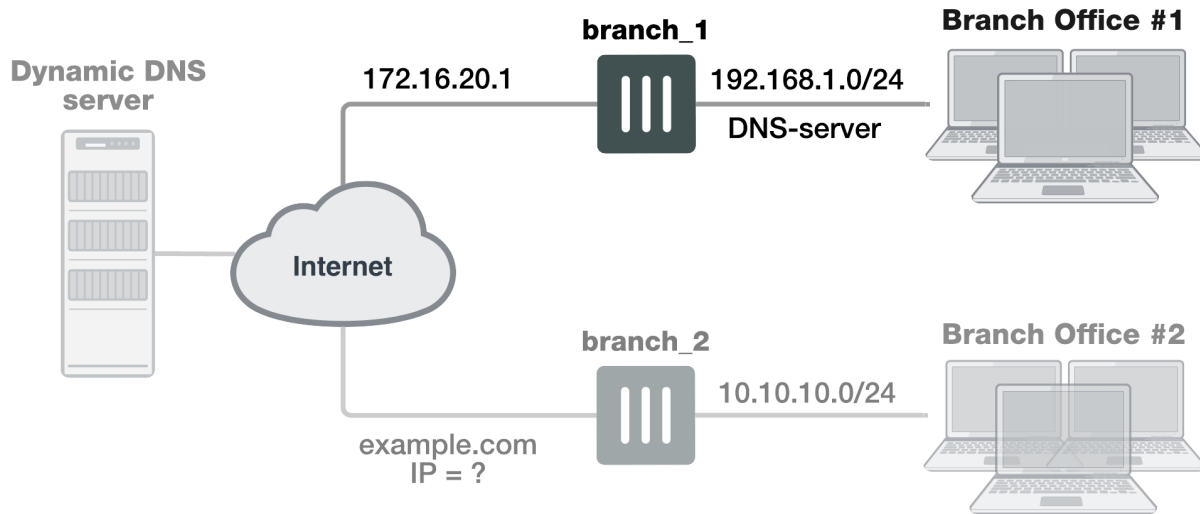 Dynamic DNS
server
172.16.20.1
branch_1
192.168.1.0/24
DNS-server
Branch Office #1
Internet
example.com
IP = ?
branch_2
10.10.10.0/24
Branch Office #2